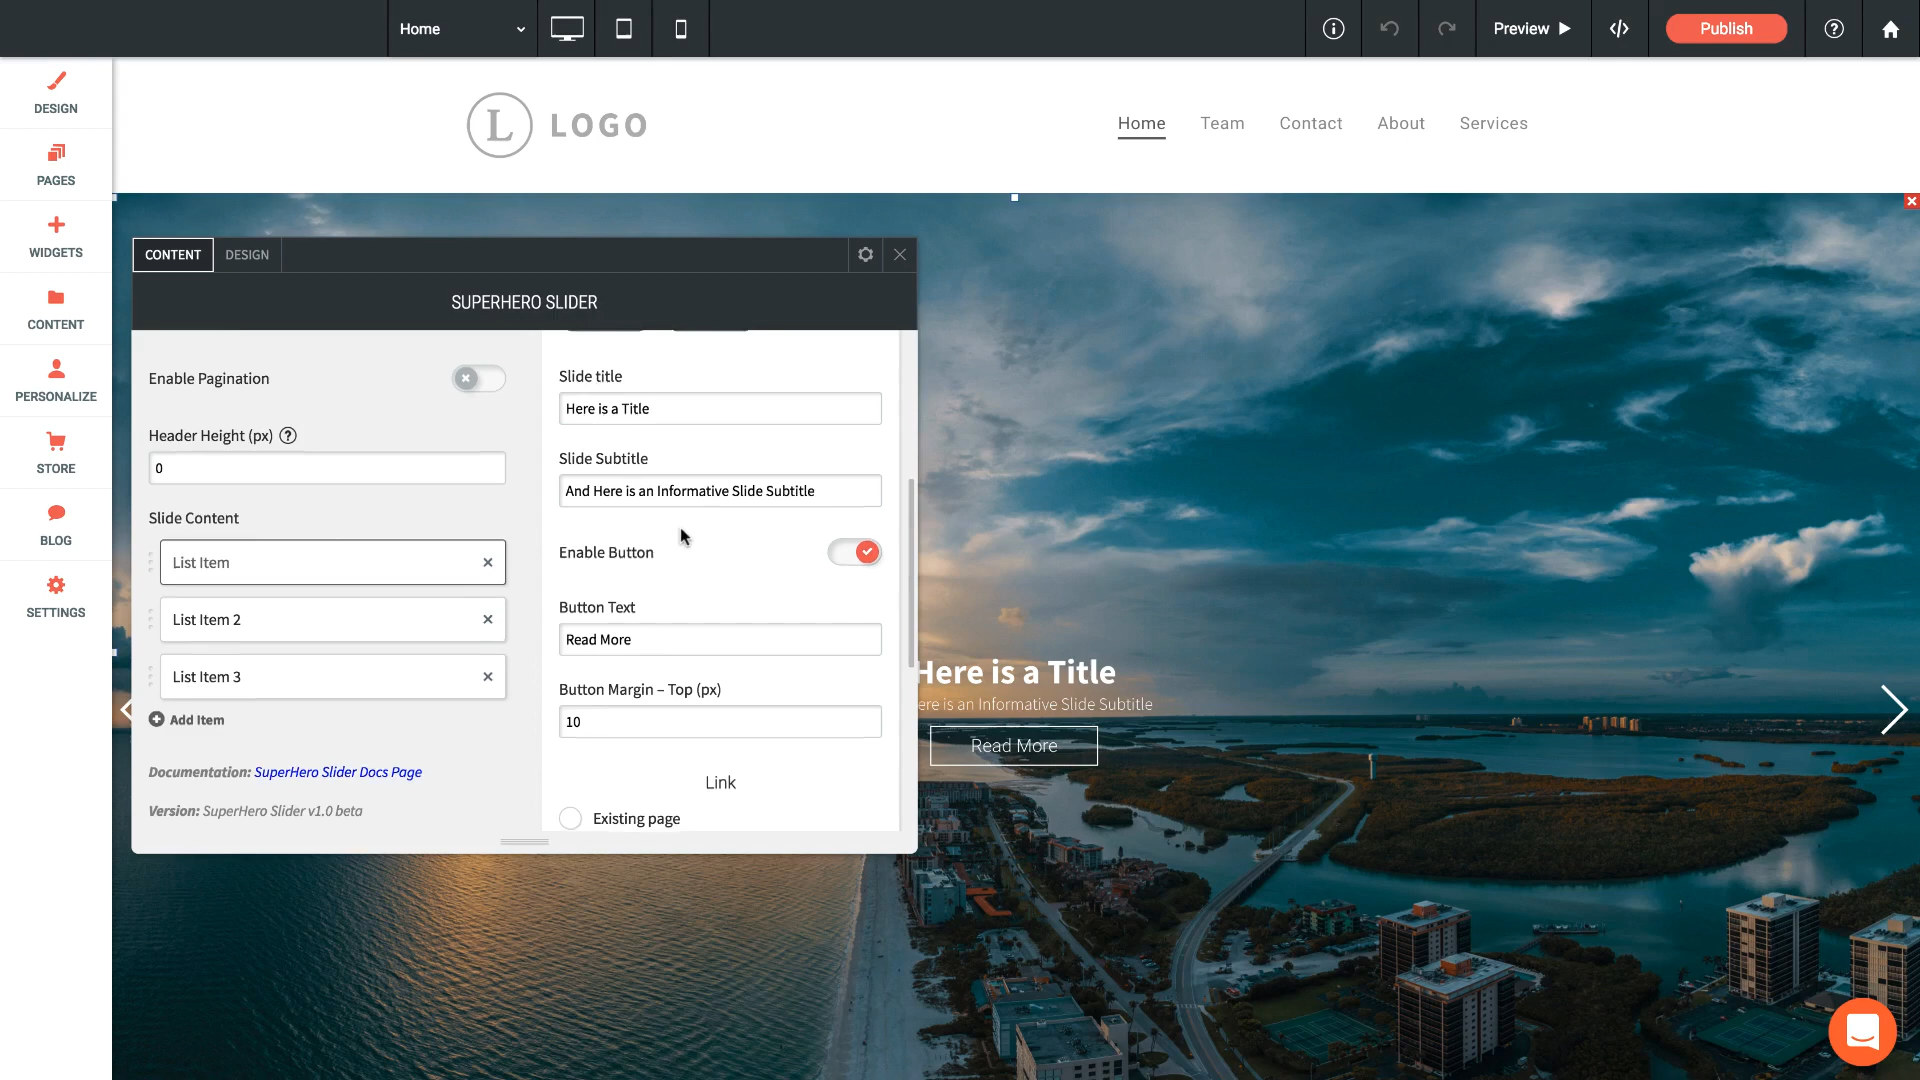 Home
Preview
Publish
DESIGN
PAGES
WIDGETS
CONTENT
PERSONALIZE
STORE
BLOG
SETTINGS
L LOGO
Home Team Contact About Services
CONTENT DESIGN
SUPERHERO SLIDER
Enable Pagination
Header Height (px)
0
Slide Content
List Item
List Item 2
List Item 3
Add Item
Documentation: SuperHero Slider Docs Page
Version: SuperHero Slider v1.0 beta
Slide title
Here is a Title
Slide Subtitle
And Here is an Informative Slide Subtitle
Enable Button
Button Text
Read More
Button Margin – Top (px)
10
Link
Existing page
Here is a Title
ere is an Informative Slide Subtitle
Read More